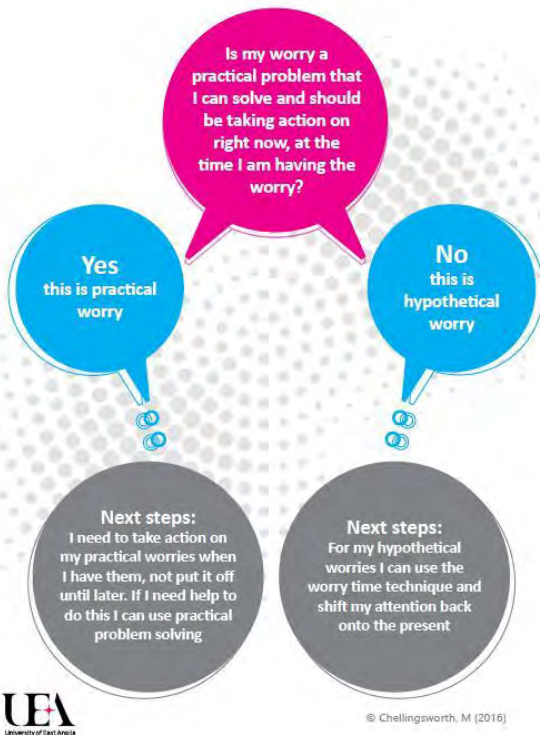 Is my worry a
practical problem that
I can solve and should
be taking action on
right now, at the
time I am having the
worry?
Yes
this is practical
worry
No
this is
hypothetical
worry
Next steps:
I need to take action on
my practical worries when
I have them, not put it off
until later. If I need help to
do this I can use practical
problem solving
Next steps:
For my hypothetical
worries I can use the
worry time technique and
shift my attention back
onto the present
UEA
University of East Anglia
© Chellingsworth, M (2016)